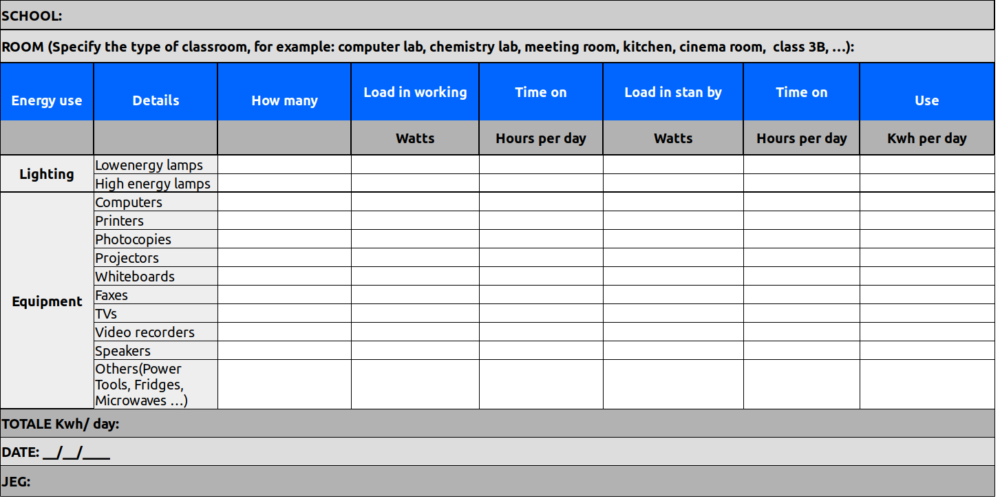 SCHOOL:
ROOM (Specify the type of classroom, for example: computer lab, chemistry lab, meeting room, kitchen, cinema room,  class 3B, ...):
Energy use Details How many Load in working Time on Load in stan by Time on Use
Watts Hours per day Watts Hours per day Kwh per day
Lighting
Lowenergy lamps
High energy lamps
Equipment
Computers
Printers
Photocopies
Projectors
Whiteboards
Faxes
TVs
Video recorders
Speakers
Others(Power
Tools, Fridges,
Microwaves ...)
TOTALE Kwh/ day:
DATE: __/__/____
JEG: